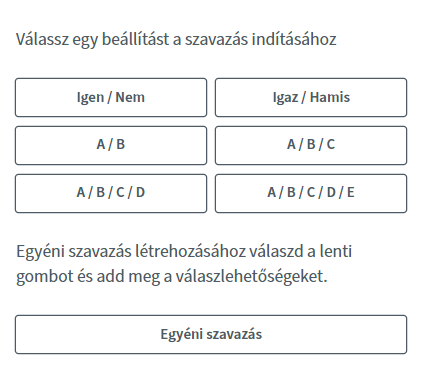 Válassz egy beállítást a szavazás indításához
Igen / Nem
Igaz / Hamis
A / B
A / B / C
A / B / C / D
A / B / C / D / E
Egyéni szavazás létrehozásához válaszd a lenti
gombot és add meg a válaszlehetőségeket.
Egyéni szavazás